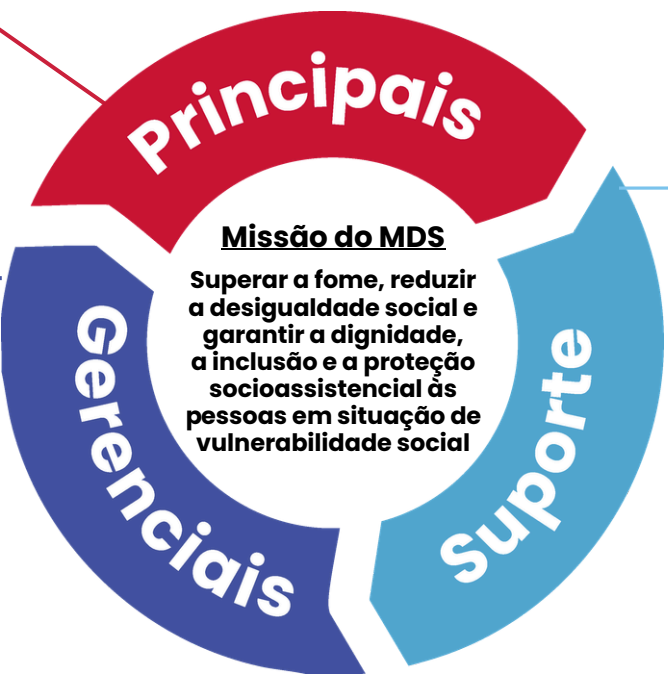 Principais
Missão do MDS
Superar a fome, reduzir
a desigualdade social e
garantir a dignidade,
a inclusão e a proteção
socioassistencial às
pessoas em situação de
vulnerabilidade social
Gerenciais
Suporte